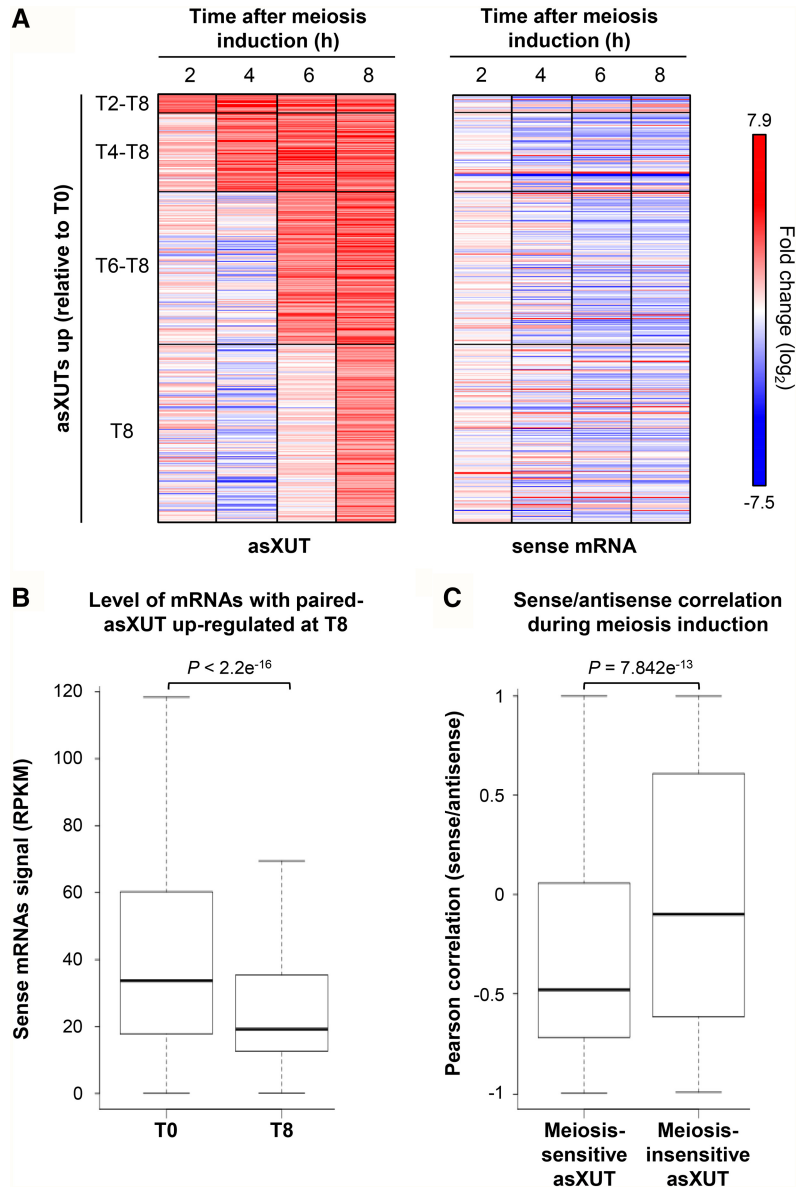 A
Time after meiosis
induction (h)
2 4 6 8
Time after meiosis
induction (h)
2 4 6 8
asXUTs up (relative to T0)
T2-T8
T4-T8
T6-T8
T8
asXUT
sense mRNA
7.9
Fold change (log2)
-7.5
B
Level of mRNAs with paired-
asXUT up-regulated at T8
P < 2.2e-16
Sense mRNAs signal (RPKM)
120
100
80
60
40
20
0
T0
T8
C
Sense/antisense correlation
during meiosis induction
P = 7.842e-13
Pearson correlation (sense/antisense)
1
0.5
0
-0.5
-1
Meiosis-
sensitive
asXUT
Meiosis-
insensitive
asXUT